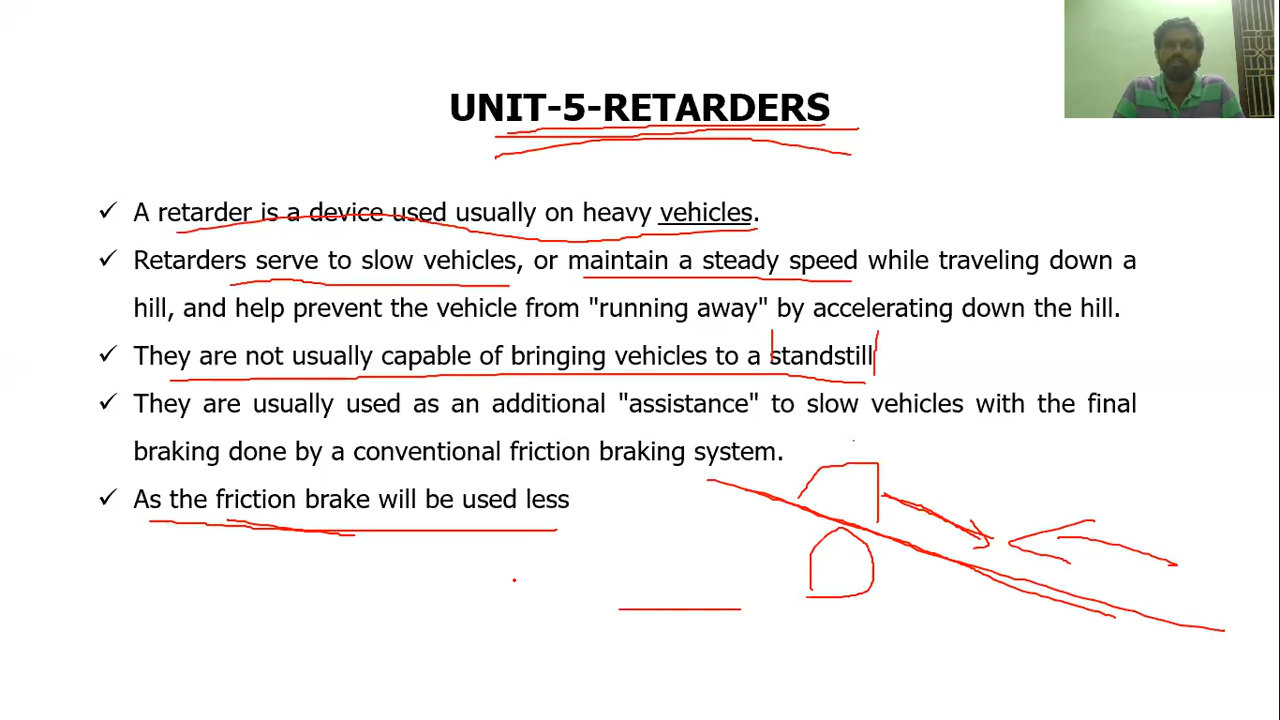 UNIT-5-RETARDERS
✓ A retarder is a device used usually on heavy vehicles.
✓ Retarders serve to slow vehicles, or maintain a steady speed while traveling down a
hill, and help prevent the vehicle from "running away" by accelerating down the hill.
✓ They are not usually capable of bringing vehicles to a standstill
✓ They are usually used as an additional "assistance" to slow vehicles with the final
braking done by a conventional friction braking system.
✓ As the friction brake will be used less